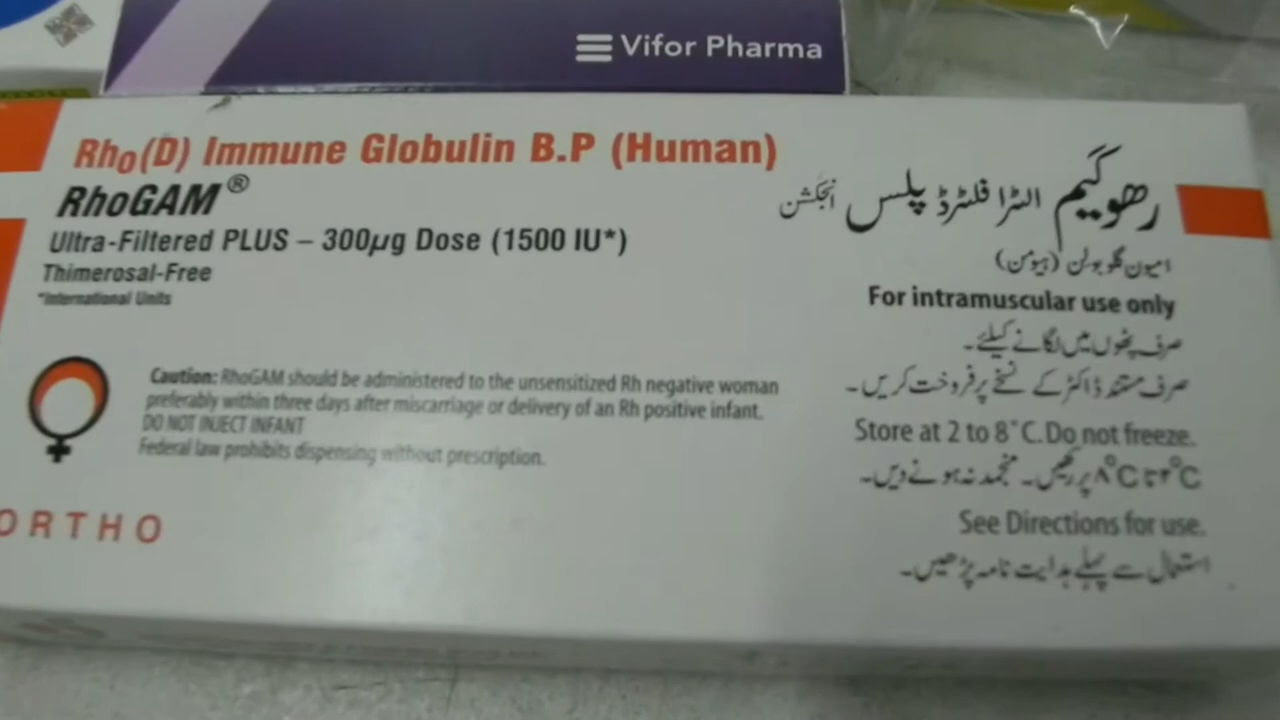 Vifor Pharma
Rho(D) Immune Globulin B.P (Human)
RhoGAM®
Ultra-Filtered PLUS – 300µg Dose (1500 IU*)
Thimerosal-Free
*International Units
Caution: RhoGAM should be administered to the unsensitized Rh negative woman
preferably within three days after miscarriage or delivery of an Rh positive infant.
DO NOT INJECT INFANT
Federal law prohibits dispensing without prescription.
ORTHO
رھوگیم الٹرا فلٹرڈ پلس انجکشن
امیون گلوبولن (ہیومن)
For intramuscular use only
صرف پٹھوں میں لگانے کیلئے۔
صرف مستند ڈاکٹر کے نسخے پر فروخت کریں۔
Store at 2 to 8°C. Do not freeze.
۲°C تا ۸°C پر رکھیں۔ منجمد نہ ہونے دیں۔
See Directions for use.
استعمال سے پہلے ہدایت نامہ پڑھیں۔